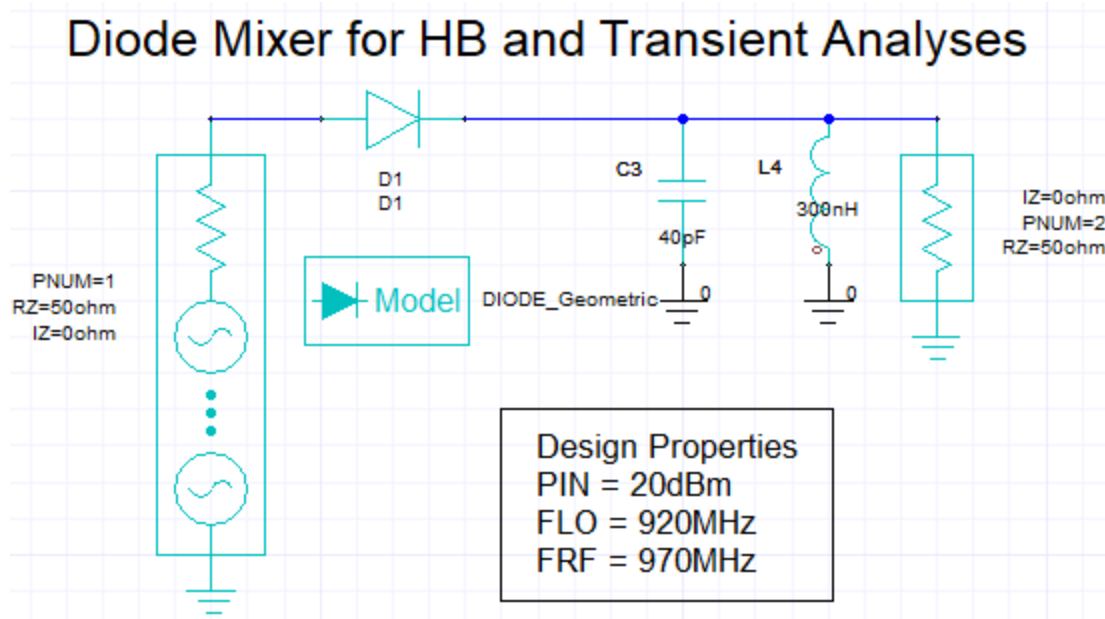 Diode Mixer for HB and Transient Analyses
D1
D1
C3
40pF
L4
300nH
0
0
IZ=0ohm
PNUM=2
RZ=50ohm
PNUM=1
RZ=50ohm
IZ=0ohm
Model
DIODE_Geometric
Design Properties
PIN = 20dBm
FLO = 920MHz
FRF = 970MHz